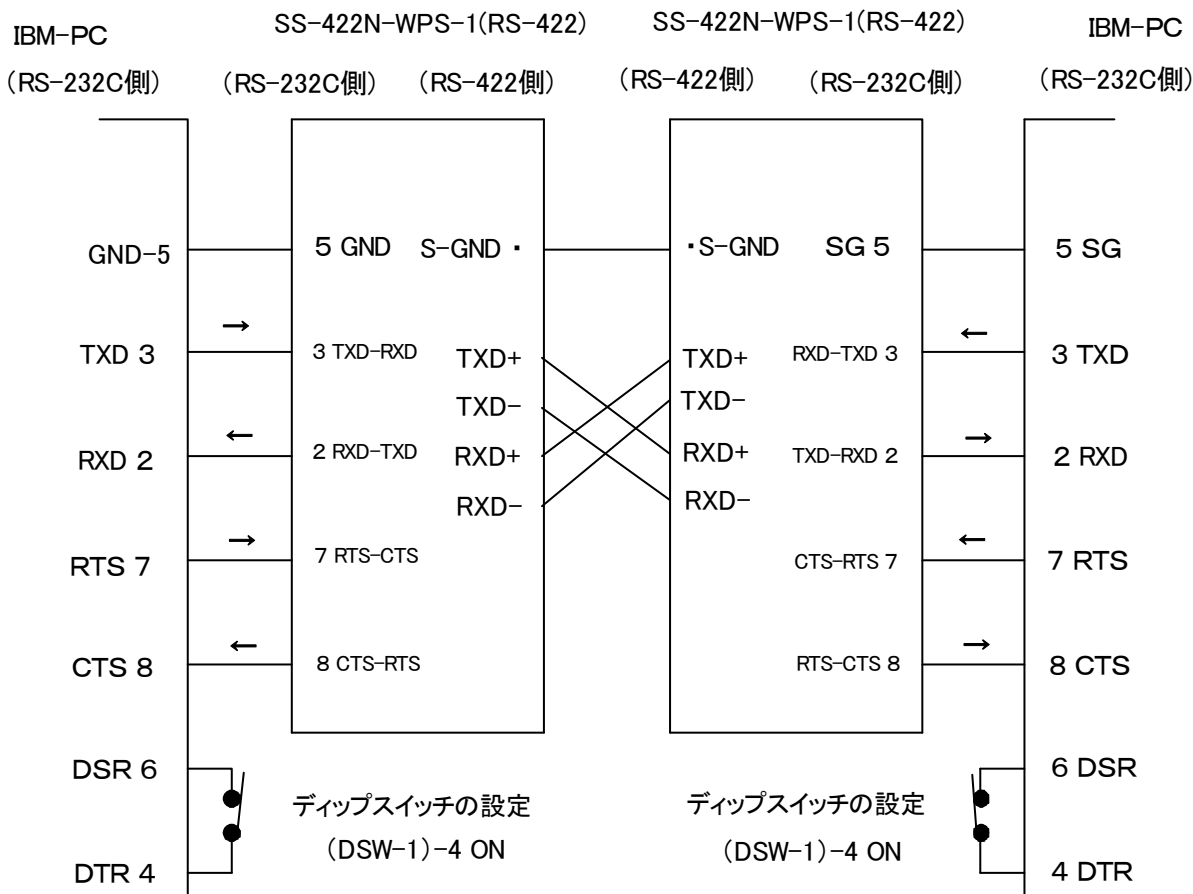 IBM-PC SS-422N-WPS-1(RS-422) SS-422N-WPS-1(RS-422) IBM-PC
(RS-232C側) (RS-232C側) (RS-422側) (RS-422側) (RS-232C側) (RS-232C側)
GND-5 5 GND S-GND・ ・S-GND SG 5 5 SG
→ ←
TXD 3 3 TXD-RXD TXD+ TXD+ RXD-TXD 3 3 TXD
TXD- TXD-
← →
RXD 2 2 RXD-TXD RXD+ RXD+ TXD-RXD 2 2 RXD
RXD- RXD-
→ ←
RTS 7 7 RTS-CTS CTS-RTS 7 7 RTS
← →
CTS 8 8 CTS-RTS RTS-CTS 8 8 CTS
DSR 6 6 DSR
ディップスイッチの設定 ディップスイッチの設定
(DSW-1)-4 ON (DSW-1)-4 ON
DTR 4 4 DTR